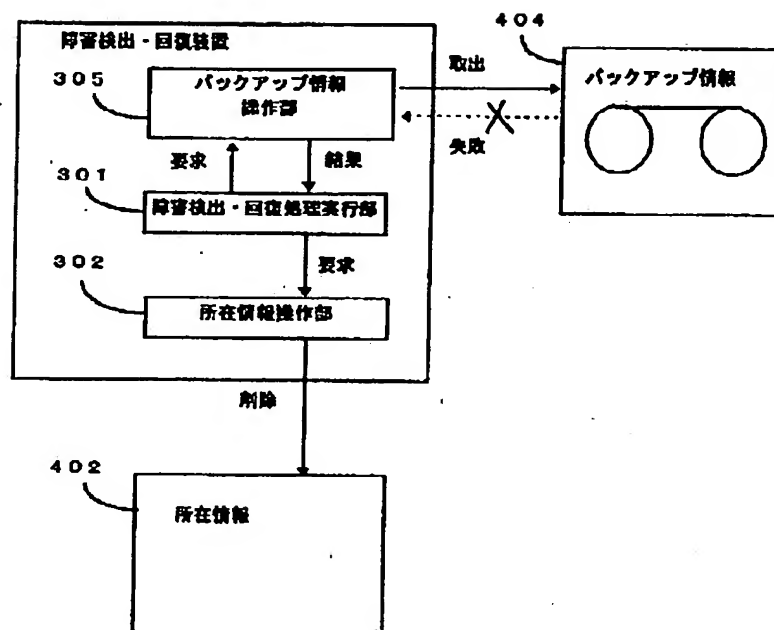 障害検出・回復装置
404
305
バックアップ情報
操作部
取出
バックアップ情報
失敗
要求
結果
301
障害検出・回復処理実行部
要求
302
所在情報操作部
削除
402
所在情報